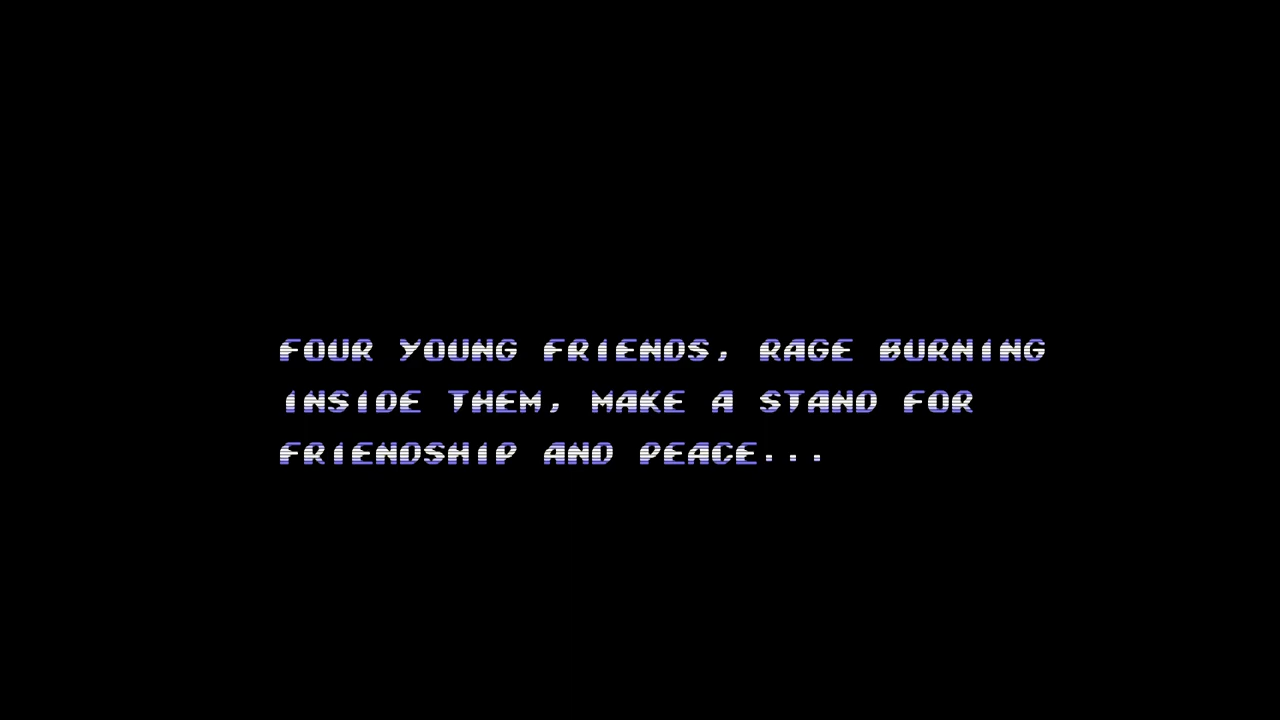 FOUR YOUNG FRIENDS, RAGE BURNING
INSIDE THEM, MAKE A STAND FOR
FRIENDSHIP AND PEACE...